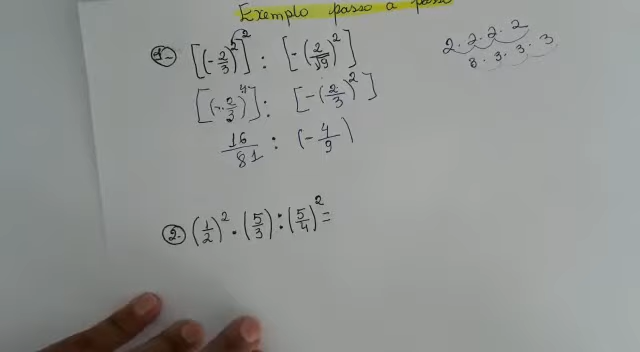 Exemplo passo a passo
1. [(-2/3)²]² : [-(2/√9)²]
2 . 2 . 2 . 2
3 . 3 . 3 . 3
[(-2/3)⁴] : [-(2/3)²]
16/81 : (-4/9)
2. (1/2)² . (5/3) : (5/4)² =